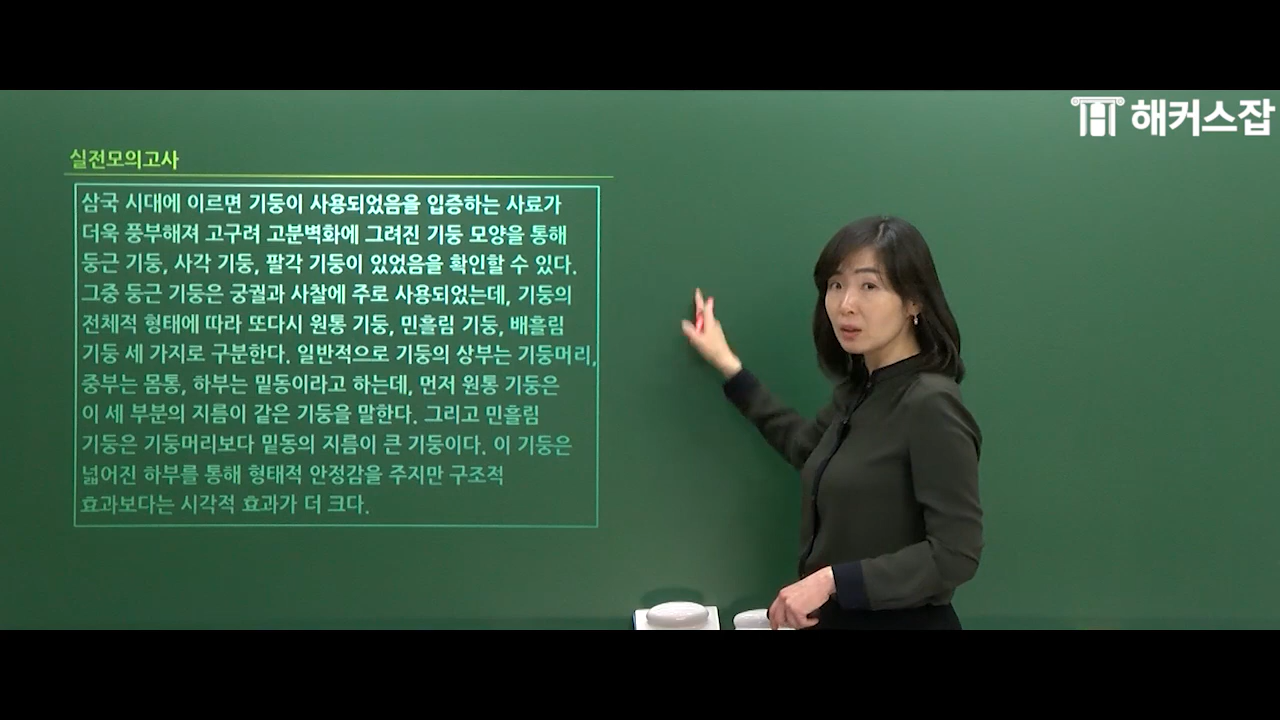 해커스잡
실전모의고사
삼국 시대에 이르면 기둥이 사용되었음을 입증하는 사료가
더욱 풍부해져 고구려 고분벽화에 그려진 기둥 모양을 통해
둥근 기둥, 사각 기둥, 팔각 기둥이 있었음을 확인할 수 있다.
그중 둥근 기둥은 궁궐과 사찰에 주로 사용되었는데, 기둥의
전체적 형태에 따라 또다시 원통 기둥, 민흘림 기둥, 배흘림
기둥 세 가지로 구분한다. 일반적으로 기둥의 상부는 기둥머리,
중부는 몸통, 하부는 밑동이라고 하는데, 먼저 원통 기둥은
이 세 부분의 지름이 같은 기둥을 말한다. 그리고 민흘림
기둥은 기둥머리보다 밑동의 지름이 큰 기둥이다. 이 기둥은
넓어진 하부를 통해 형태적 안정감을 주지만 구조적
효과보다는 시각적 효과가 더 크다.